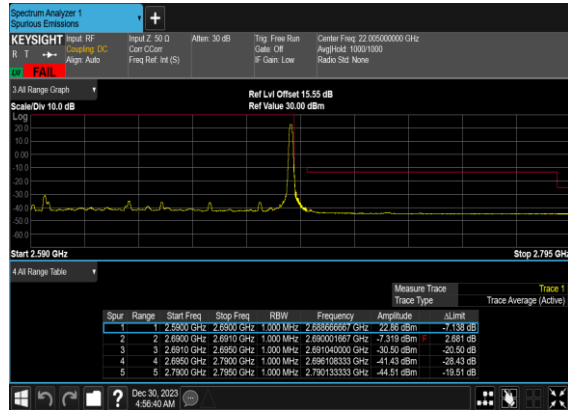 Spectrum Analyzer 1
Spurious Emissions
KEYSIGHT Input: RF Input Z: 50 Ω Atten: 30 dB Trig: Free Run Center Freq: 22.005000000 GHz
R T Coupling: DC Corr CCorr Gate: Off Avg|Hold: 1000/1000
Align: Auto Freq Ref: Int (S) IF Gain: Low Radio Std: None
FAIL
3.All Range Graph
Ref Lvl Offset 15.55 dB
Scale/Div 10.0 dB Ref Value 30.00 dBm
Log
20.0
10.0
0.00
-10.0
-20.0
-30.0
-40.0
-50.0
-60.0
Start 2.590 GHz Stop 2.795 GHz
4.All Range Table
Measure Trace Trace 1
Trace Type Trace Average (Active)
Spur Range Start Freq Stop Freq RBW Frequency Amplitude ΔLimit
1 1 2.5900 GHz 2.6900 GHz 1.000 MHz 2.688666667 GHz 22.86 dBm -7.138 dB
2 2 2.6900 GHz 2.6910 GHz 1.000 MHz 2.690001667 GHz -7.319 dBm F 2.681 dB
3 3 2.6910 GHz 2.6950 GHz 1.000 MHz 2.691040000 GHz -30.50 dBm -20.50 dB
4 4 2.6950 GHz 2.7900 GHz 1.000 MHz 2.696108333 GHz -41.43 dBm -28.43 dB
5 5 2.7900 GHz 2.7950 GHz 1.000 MHz 2.790133333 GHz -44.51 dBm -19.51 dB
? Dec 30, 2023
4:56:40 AM